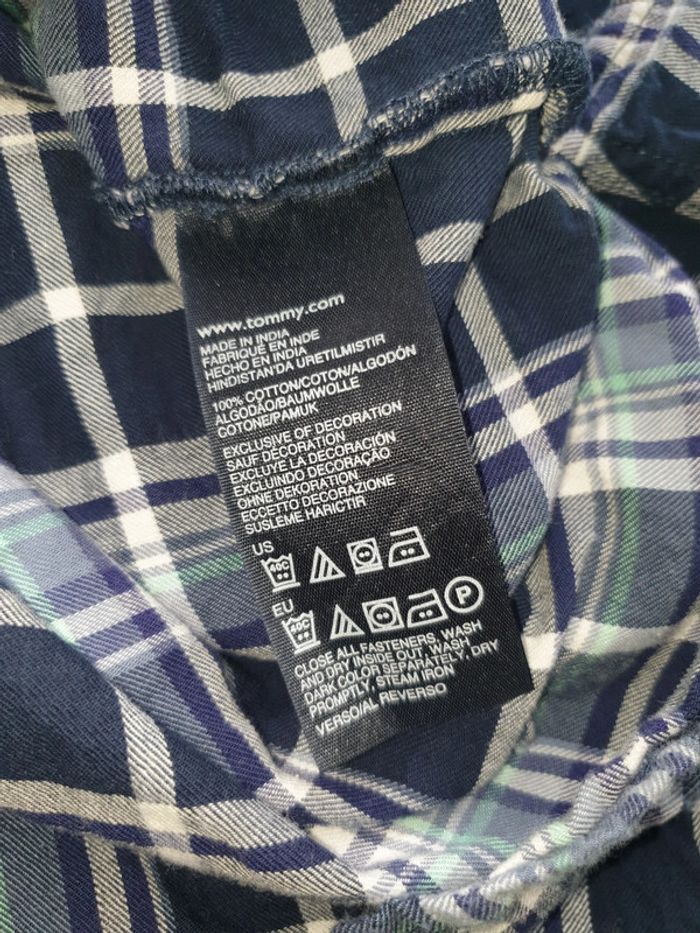 www.tommy.com
MADE IN INDIA
FABRIQUÉ EN INDE
HECHO EN INDIA
HINDISTAN'DA URETILMISTIR
100% COTTON/COTON/ALGODÓN
ALGODÃO/BAUMWOLLE
COTONE/PAMUK
EXCLUSIVE OF DECORATION
SAUF DÉCORATION
EXCLUYE LA DECORACIÓN
EXCLUINDO DECORAÇÃO
OHNE DEKORATION
ECCETTO DECORAZIONE
SUSLEME HARICTIR
US
40C
EU
40C P
CLOSE ALL FASTENERS, WASH
AND DRY INSIDE OUT, WASH
DARK COLOR SEPARATELY, DRY
PROMPTLY, STEAM IRON
VERSO/AL REVERSO